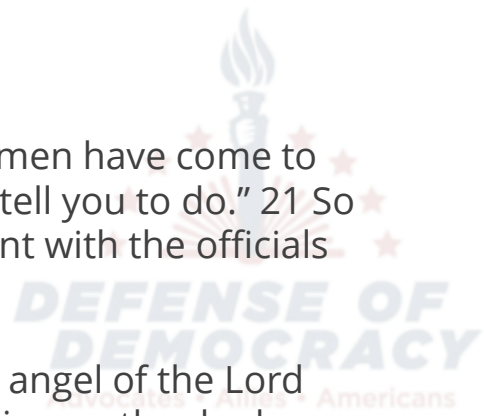 men have come to
tell you to do.” 21 So
nt with the officials
DEFENSE OF
DEMOCRACY
angel of the Lord
Advocates • Allies • Americans